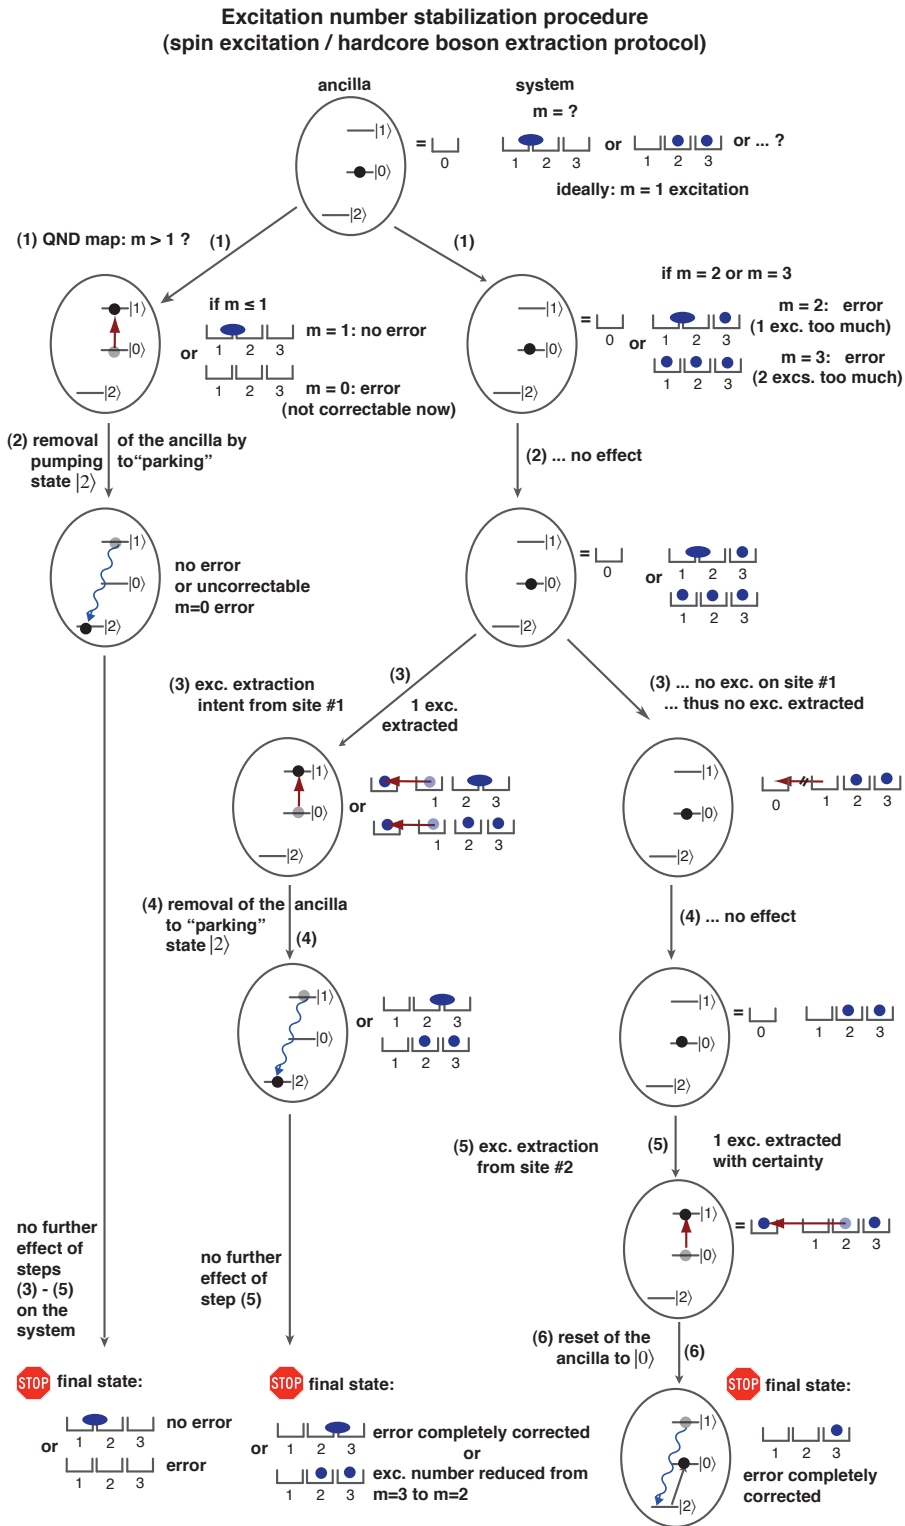 Excitation number stabilization procedure
(spin excitation / hardcore boson extraction protocol)
ancilla
system
m = ?
|1⟩
|0⟩
|2⟩
=
0
1 2 3
or
1 2 3
or ... ?
ideally: m = 1 excitation
(1) QND map: m > 1 ?
(1)
(1)
|1⟩
|0⟩
|2⟩
if m ≤ 1
or
1 2 3
m = 1: no error
1 2 3
m = 0: error
(not correctable now)
|1⟩
|0⟩
|2⟩
if m = 2 or m = 3
=
0
or
1 2 3
m = 2: error
(1 exc. too much)
1 2 3
m = 3: error
(2 excs. too much)
(2) removal of the ancilla by
pumping to“parking”
state |2⟩
(2) ... no effect
|1⟩
|0⟩
|2⟩
no error
or uncorrectable
m=0 error
|1⟩
|0⟩
|2⟩
=
0
or
1 2 3
1 2 3
(3) exc. extraction
intent from site #1
(3)
1 exc.
extracted
(3) ... no exc. on site #1
... thus no exc. extracted
|1⟩
|0⟩
|2⟩
or
1 2 3
1 2 3
|1⟩
|0⟩
|2⟩
0 1 2 3
(4) removal of the ancilla
to “parking”
state |2⟩
(4)
(4) ... no effect
|1⟩
|0⟩
|2⟩
or
1 2 3
1 2 3
|1⟩
|0⟩
|2⟩
=
0
1 2 3
(5) exc. extraction
from site #2
(5)
1 exc. extracted
with certainty
|1⟩
|0⟩
|2⟩
=
1 2 3
no further
effect of
steps
(3) - (5)
on the
system
no further
effect of
step (5)
(6) reset of the
ancilla to |0⟩
(6)
STOP
final state:
or
1 2 3
no error
1 2 3
error
STOP
final state:
or
1 2 3
error completely corrected
or
1 2 3
exc. number reduced from
m=3 to m=2
|1⟩
|0⟩
|2⟩
STOP
final state:
1 2 3
error completely
corrected